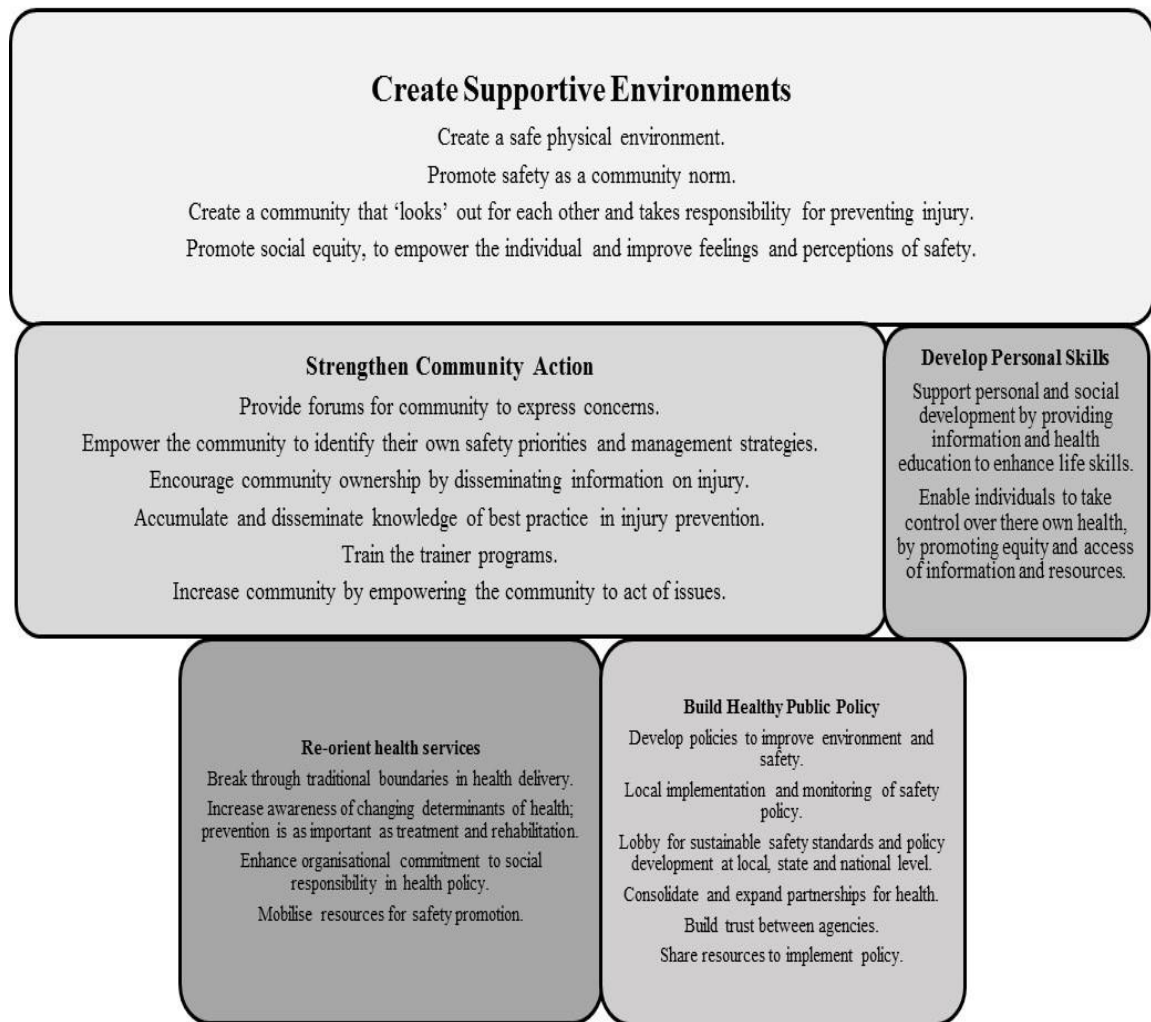 Create Supportive Environments
Create a safe physical environment.
Promote safety as a community norm.
Create a community that ‘looks’ out for each other and takes responsibility for preventing injury.
Promote social equity, to empower the individual and improve feelings and perceptions of safety.
Strengthen Community Action
Provide forums for community to express concerns.
Empower the community to identify their own safety priorities and management strategies.
Encourage community ownership by disseminating information on injury.
Accumulate and disseminate knowledge of best practice in injury prevention.
Train the trainer programs.
Increase community by empowering the community to act of issues.
Develop Personal Skills
Support personal and social
development by providing
information and health
education to enhance life skills.
Enable individuals to take
control over there own health,
by promoting equity and access
of information and resources.
Re-orient health services
Break through traditional boundaries in health delivery.
Increase awareness of changing determinants of health;
prevention is as important as treatment and rehabilitation.
Enhance organisational commitment to social
responsibility in health policy.
Mobilise resources for safety promotion.
Build Healthy Public Policy
Develop policies to improve environment and
safety.
Local implementation and monitoring of safety
policy.
Lobby for sustainable safety standards and policy
development at local, state and national level.
Consolidate and expand partnerships for health.
Build trust between agencies.
Share resources to implement policy.